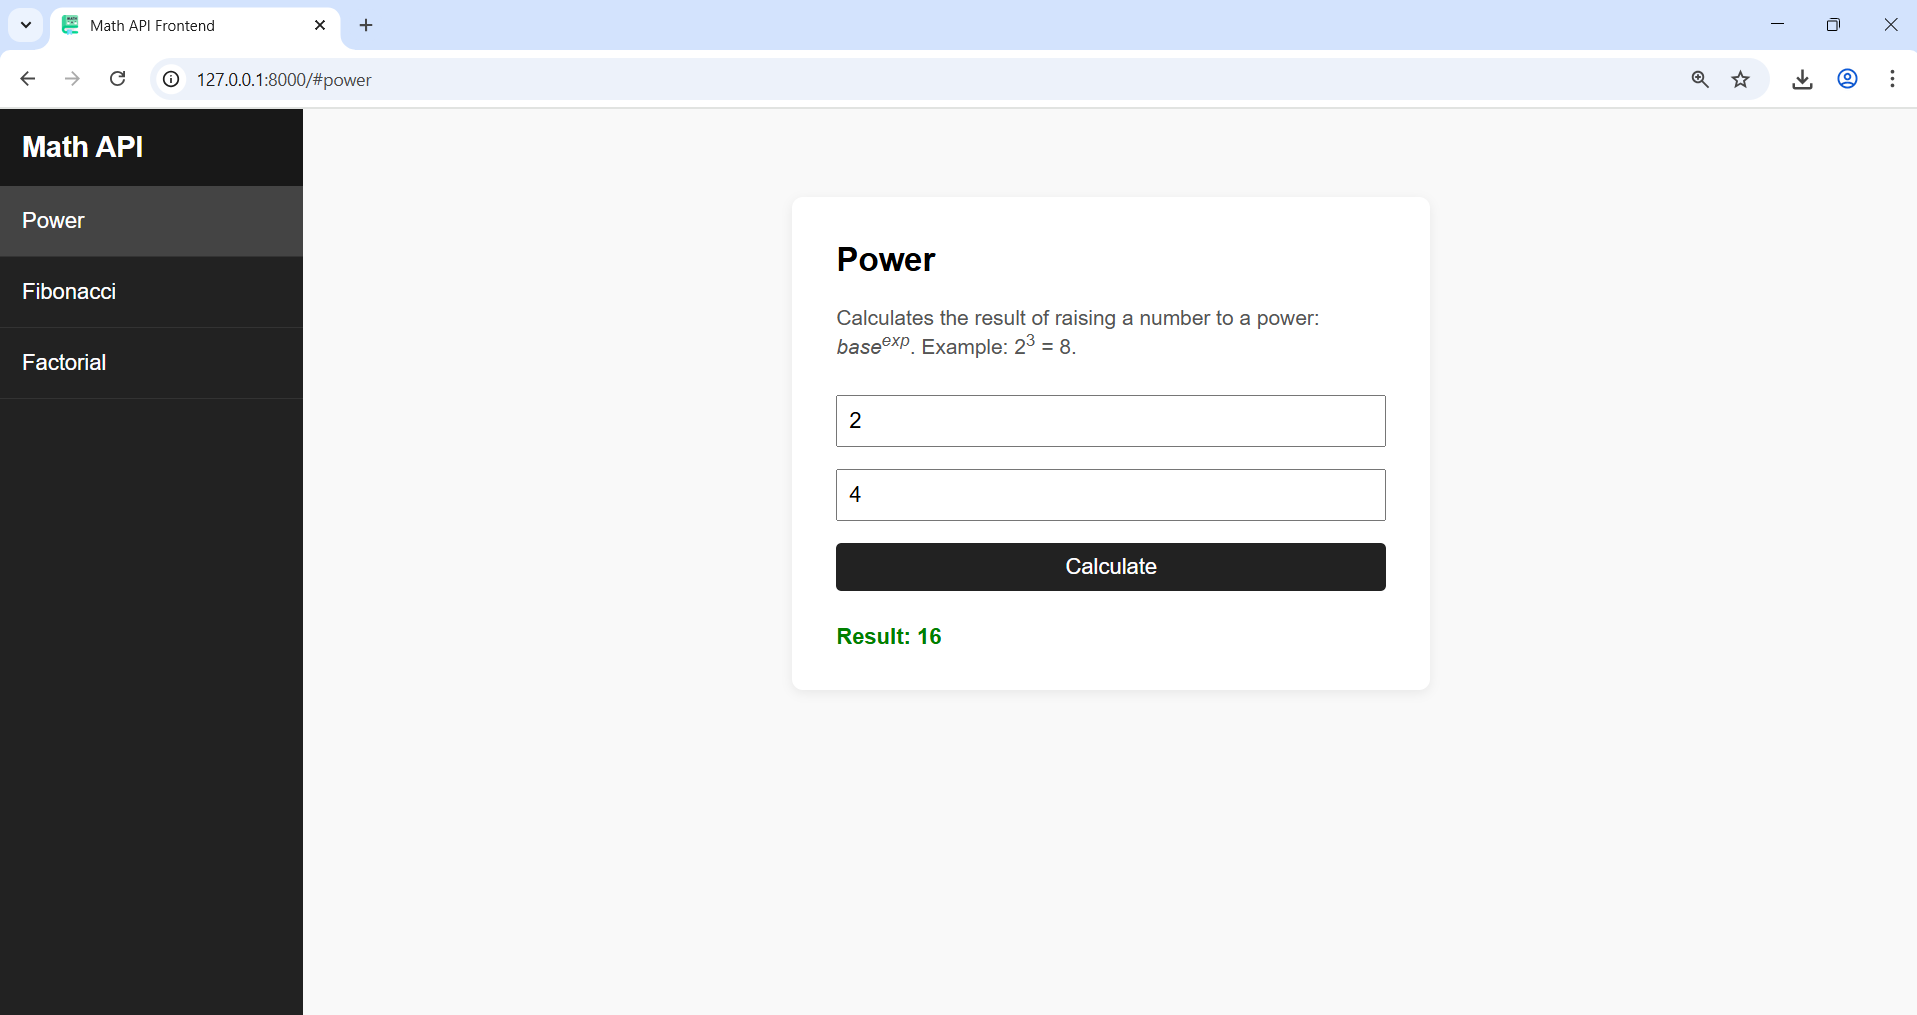 Math API Frontend
127.0.0.1:8000/#power
Math API
Power
Fibonacci
Factorial
Power
Calculates the result of raising a number to a power:
base^exp. Example: 2^3 = 8.
2
4
Calculate
Result: 16